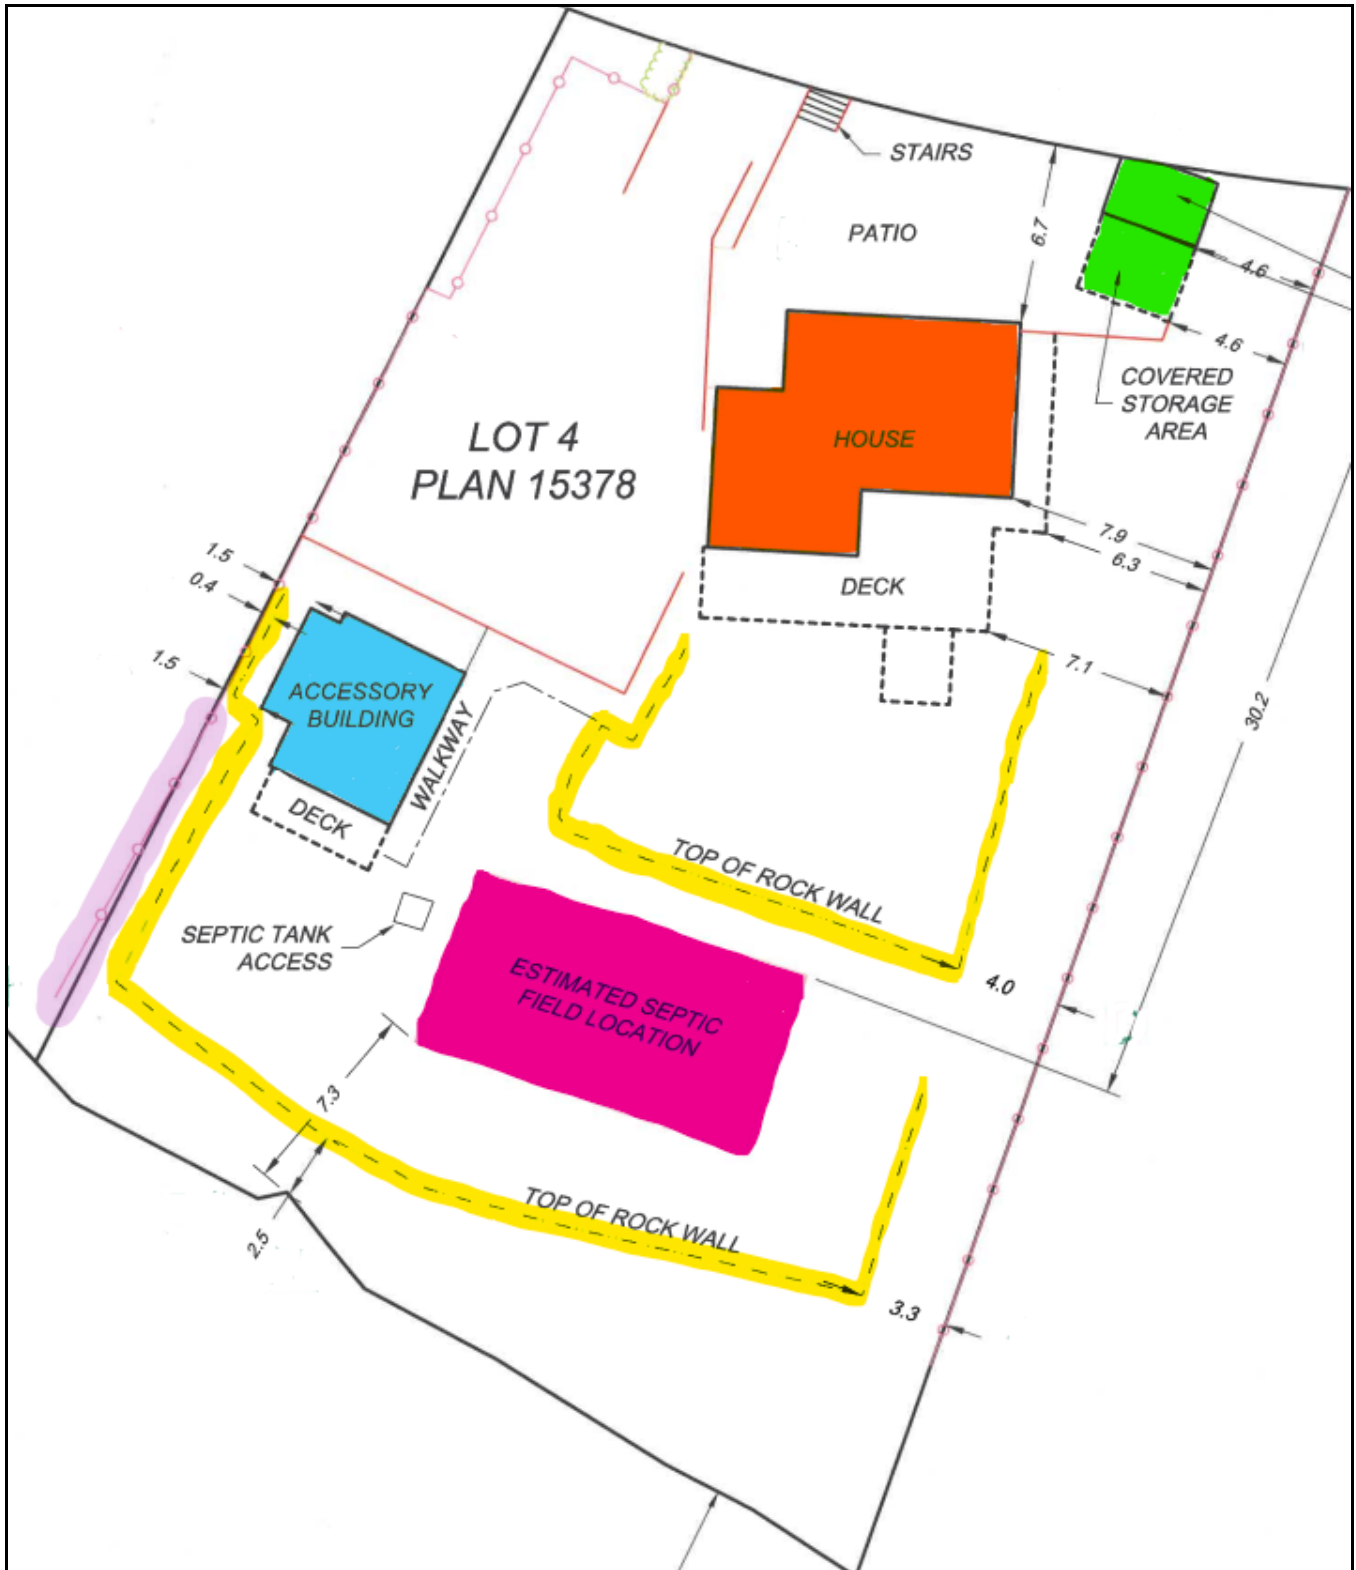 STAIRS
PATIO
6.7
4.6
4.6
COVERED
STORAGE
AREA
HOUSE
LOT 4
PLAN 15378
7.9
6.3
1.5
0.4
DECK
1.5
7.1
ACCESSORY
BUILDING
30.2
WALKWAY
DECK
TOP OF ROCK WALL
SEPTIC TANK
ACCESS
ESTIMATED SEPTIC
FIELD LOCATION
4.0
7.3
TOP OF ROCK WALL
2.5
3.3